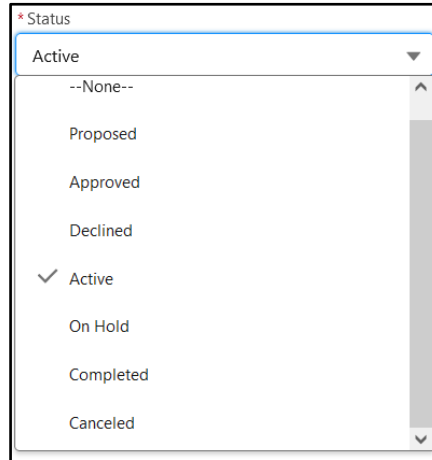 * Status
Active
--None--
Proposed
Approved
Declined
Active
On Hold
Completed
Canceled